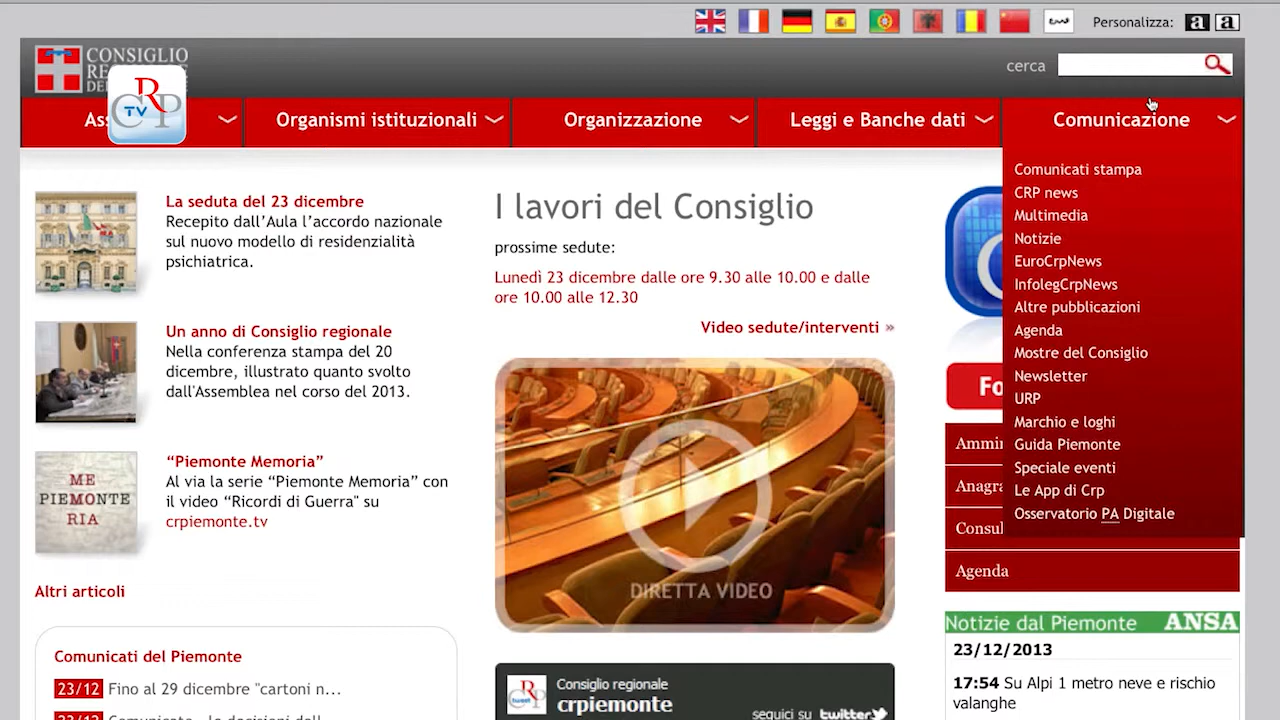 Personalizza: a a
CONSIGLIO
cerca
TV CRP
Organismi istituzionali
Organizzazione
Leggi e Banche dati
Comunicazione
Comunicati stampa
CRP news
Multimedia
Notizie
EuroCrpNews
InfolegCrpNews
Altre pubblicazioni
Agenda
Mostre del Consiglio
Newsletter
URP
Marchio e loghi
Guida Piemonte
Speciale eventi
Le App di Crp
Osservatorio PA Digitale
La seduta del 23 dicembre
Recepito dall’Aula l’accordo nazionale
sul nuovo modello di residenzialità
psichiatrica.
Un anno di Consiglio regionale
Nella conferenza stampa del 20
dicembre, illustrato quanto svolto
dall'Assemblea nel corso del 2013.
ME
PIEMONTE
RIA
“Piemonte Memoria”
Al via la serie “Piemonte Memoria” con
il video “Ricordi di Guerra" su
crpiemonte.tv
Altri articoli
Comunicati del Piemonte
23/12 Fino al 29 dicembre "cartoni n...
I lavori del Consiglio
prossime sedute:
Lunedì 23 dicembre dalle ore 9.30 alle 10.00 e dalle
ore 10.00 alle 12.30
Video sedute/interventi »
DIRETTA VIDEO
tweet
Consiglio regionale
crpiemonte
seguici su twitter
Agenda
Notizie dal Piemonte ANSA
23/12/2013
17:54 Su Alpi 1 metro neve e rischio
valanghe